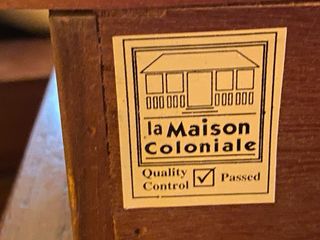 la Maison
Coloniale
Quality
Control ☑ Passed